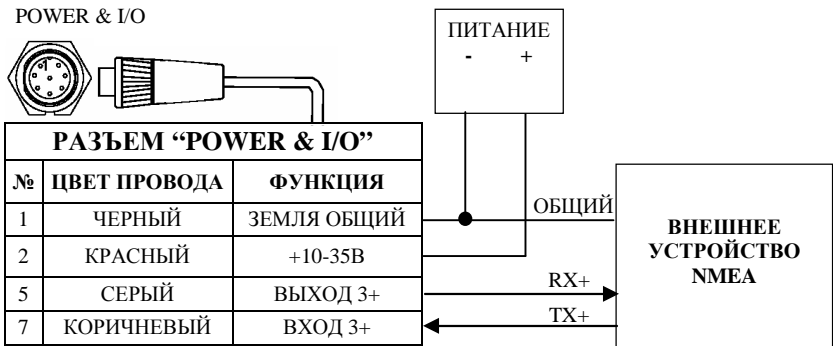 POWER & I/O
ПИТАНИЕ
- +
РАЗЪЕМ “POWER & I/O”
№ ЦВЕТ ПРОВОДА ФУНКЦИЯ
1 ЧЕРНЫЙ ЗЕМЛЯ ОБЩИЙ
2 КРАСНЫЙ +10-35В
5 СЕРЫЙ ВЫХОД 3+
7 КОРИЧНЕВЫЙ ВХОД 3+
ОБЩИЙ
RX+
TX+
ВНЕШНЕЕ
УСТРОЙСТВО
NMEA